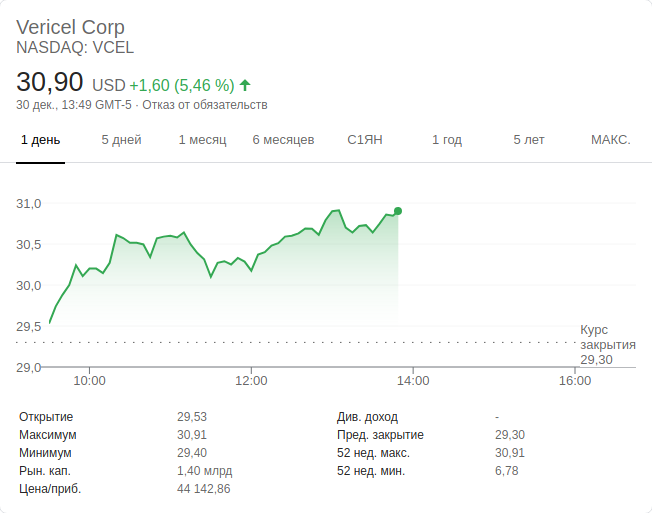 Vericel Corp
NASDAQ: VCEL
30,90 USD +1,60 (5,46 %)
30 дек., 13:49 GMT-5 · Отказ от обязательств
1 день 5 дней 1 месяц 6 месяцев С1ЯН 1 год 5 лет МАКС.
31,0
30,5
30,0
29,5
29,0
Курс
закрытия
29,30
10:00 12:00 14:00 16:00
Открытие 29,53 Див. доход -
Максимум 30,91 Пред. закрытие 29,30
Минимум 29,40 52 нед. макс. 30,91
Рын. кап. 1,40 млрд 52 нед. мин. 6,78
Цена/приб. 44 142,86